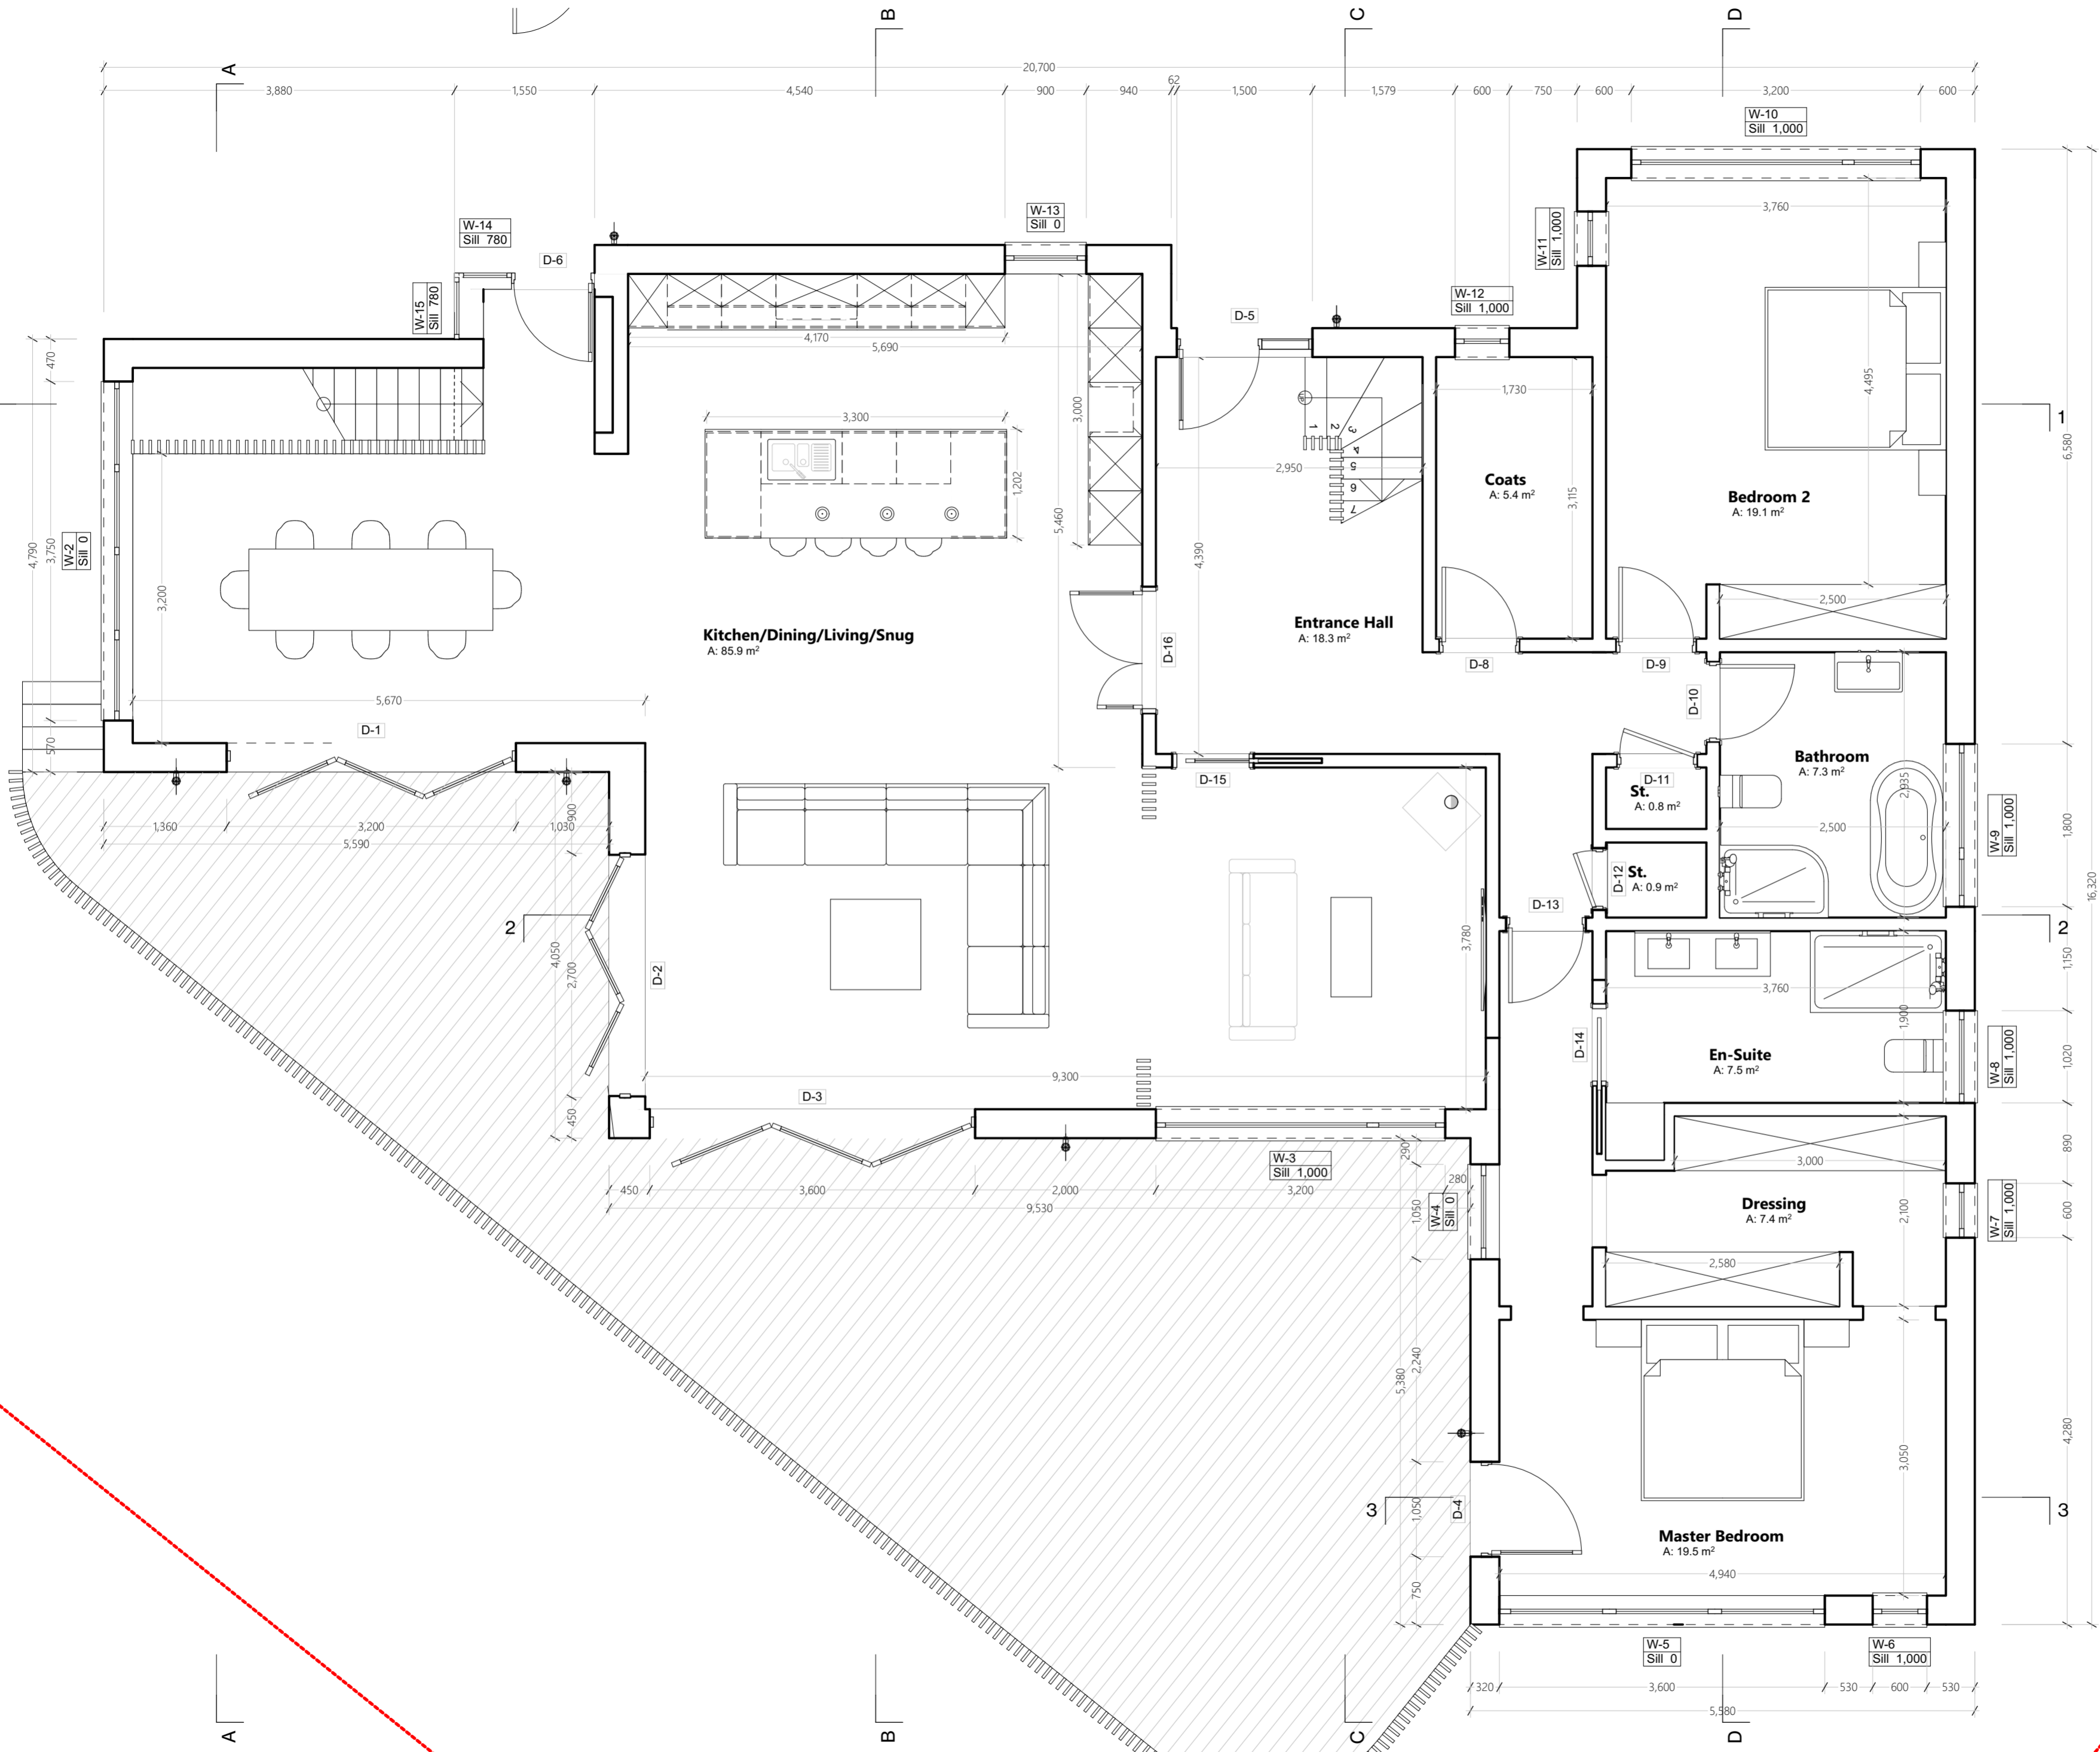 B
C
D
A
20,700
62
3,880
1,550
4,540
900
940
1,500
1,579
600
750
600
3,200
600
W-10
Sill 1,000
W-14
Sill 780
W-13
Sill 0
W-11
Sill 1,000
3,760
D-6
W-15
Sill 780
W-12
Sill 1,000
D-5
4,170
5,690
470
4,495
1,730
3,300
3,000
1
6,580
2,950
1
2
3
4
5
6
7
UP
Coats
A: 5.4 m²
Bedroom 2
A: 19.1 m²
1,202
3,115
5,460
4,790
3,750
W-2
Sill 0
4,390
3,200
2,500
Entrance Hall
A: 18.3 m²
Kitchen/Dining/Living/Snug
A: 85.9 m²
D-16
D-8
D-9
D-10
5,670
D-1
570
Bathroom
A: 7.3 m²
D-15
D-11
St.
A: 0.8 m²
2,935
1,360
3,200
1,030
900
5,590
2,500
W-9
Sill 1,000
1,800
16,320
St.
A: 0.9 m²
D-12
D-13
2
2
4,050
2,700
D-2
3,780
1,150
3,760
1,900
D-14
En-Suite
A: 7.5 m²
W-8
Sill 1,000
1,020
9,300
D-3
450
290
W-3
Sill 1,000
3,000
890
450
3,600
2,000
3,200
280
9,530
W-4
Sill 0
1,050
Dressing
A: 7.4 m²
2,100
W-7
Sill 1,000
600
2,580
5,380
2,240
4,280
3,050
3
1,050
D-4
3
Master Bedroom
A: 19.5 m²
4,940
750
W-5
Sill 0
W-6
Sill 1,000
320
3,600
530
600
530
5,580
A
B
C
D